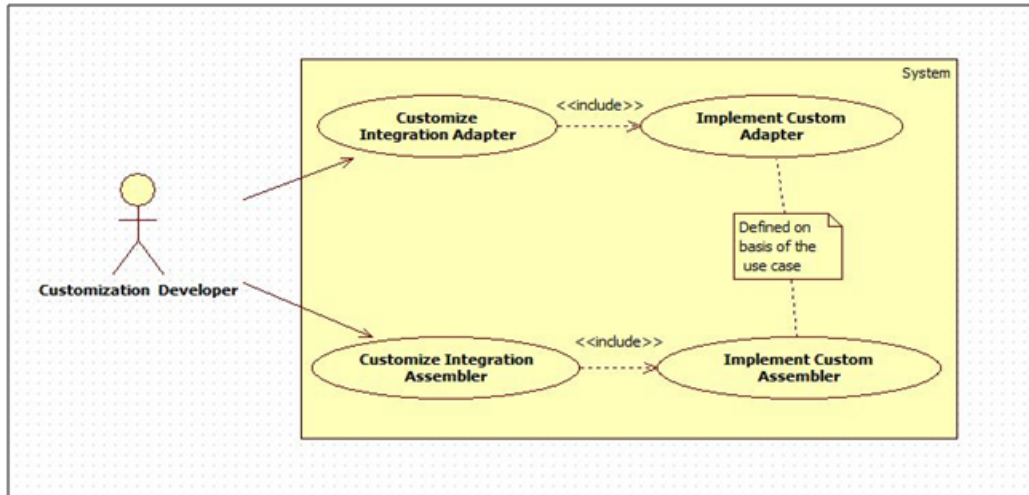 System
<<include>>
Customize
Integration Adapter
Implement Custom
Adapter
Defined on
basis of the
use case
Customization Developer
<<include>>
Customize Integration
Assembler
Implement Custom
Assembler